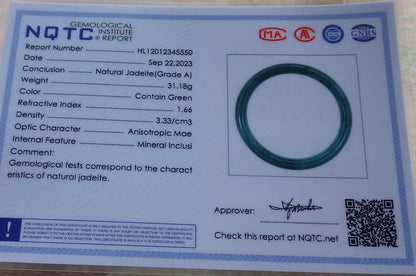 NQTC GEMOLOGICAL
INSTITUTE
REPORT
MA
GNBS
Report Number HL12012345550
Date Sep 22,2023
Conclusion Natural Jadeite(Grade A)
Weight 31.18g
Color Contain Green
Refractive Index 1.66
Density 3.33/cm3
Optic Character Anisotropic Mae
Internal Feature Mineral Inclusi
Comment:
Gemological tests correspond to the charact
eristics of natural jadeite.
Approver:
Check this report at NQTC.net